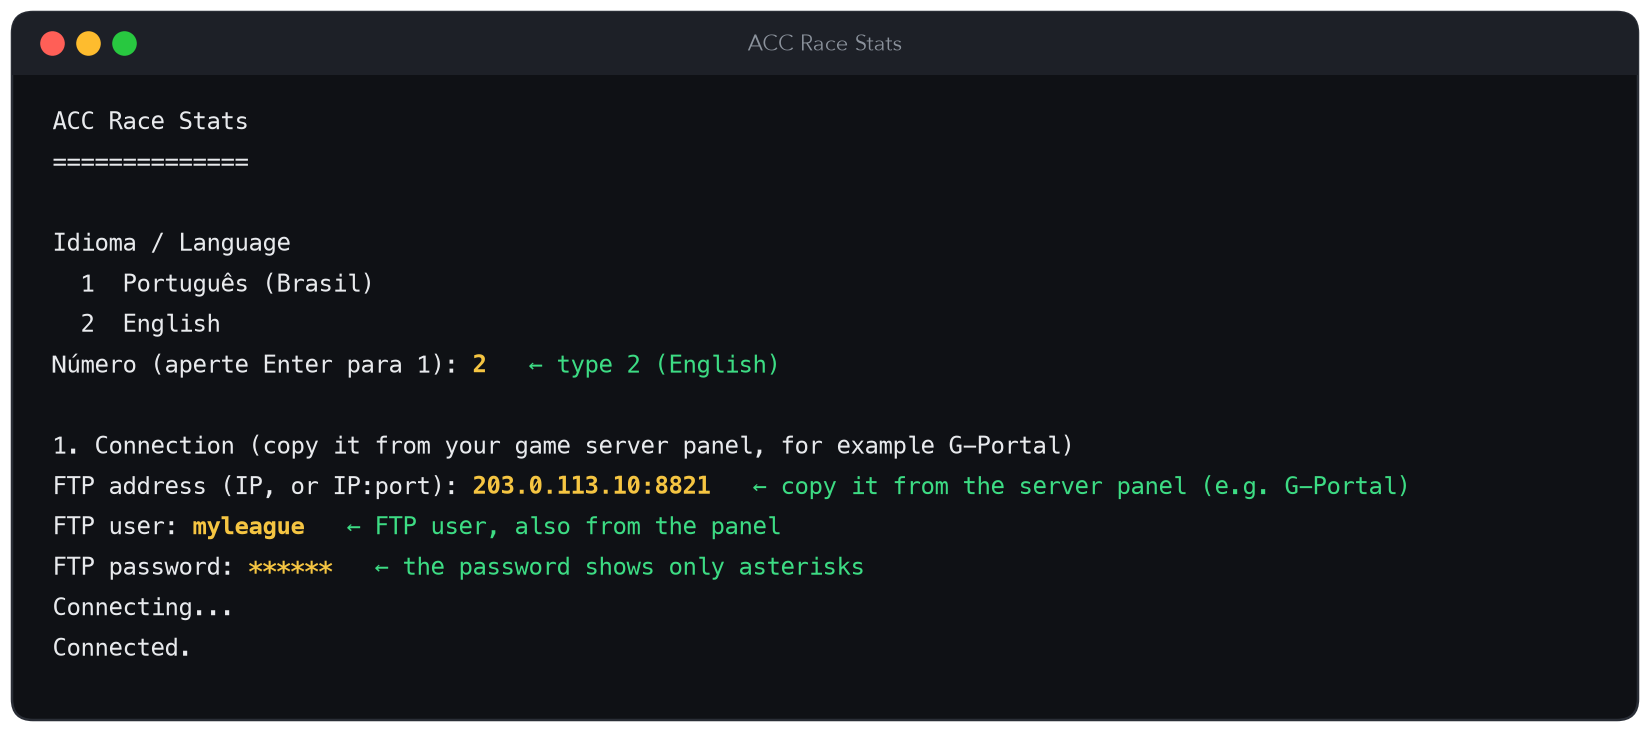 ACC Race Stats
ACC Race Stats
==============
Idioma / Language
1  Português (Brasil)
2  English
Número (aperte Enter para 1): 2   ← type 2 (English)
1. Connection (copy it from your game server panel, for example G-Portal)
FTP address (IP, or IP:port): 203.0.113.10:8821   ← copy it from the server panel (e.g. G-Portal)
FTP user: myleague   ← FTP user, also from the panel
FTP password: ******   ← the password shows only asterisks
Connecting...
Connected.